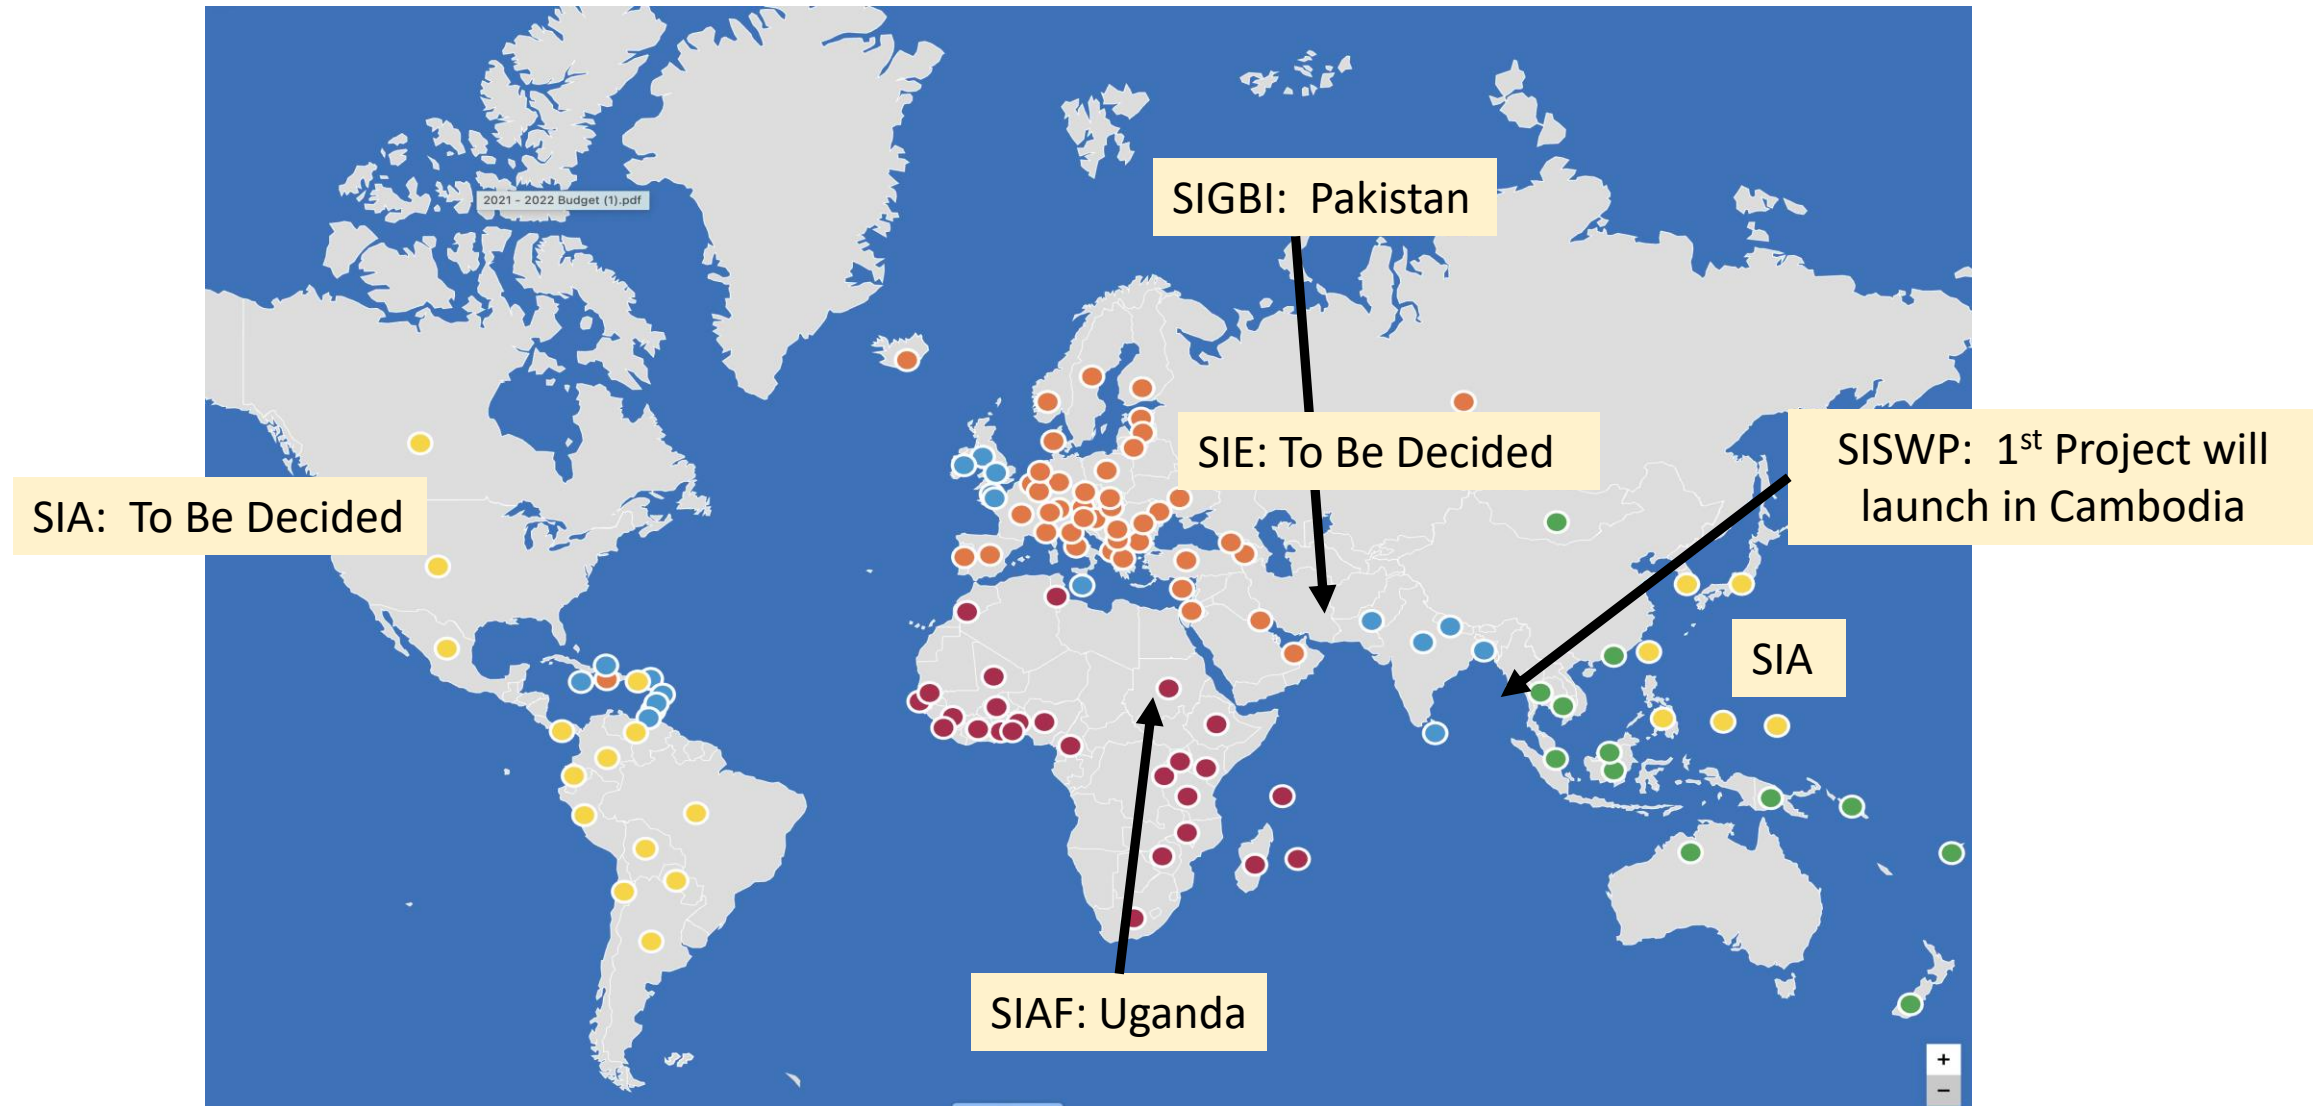 2021 - 2022 Budget (1).pdf
SIGBI:  Pakistan
SIE: To Be Decided
SISWP:  1st Project will
launch in Cambodia
SIA:  To Be Decided
SIA
SIAF: Uganda
+
−